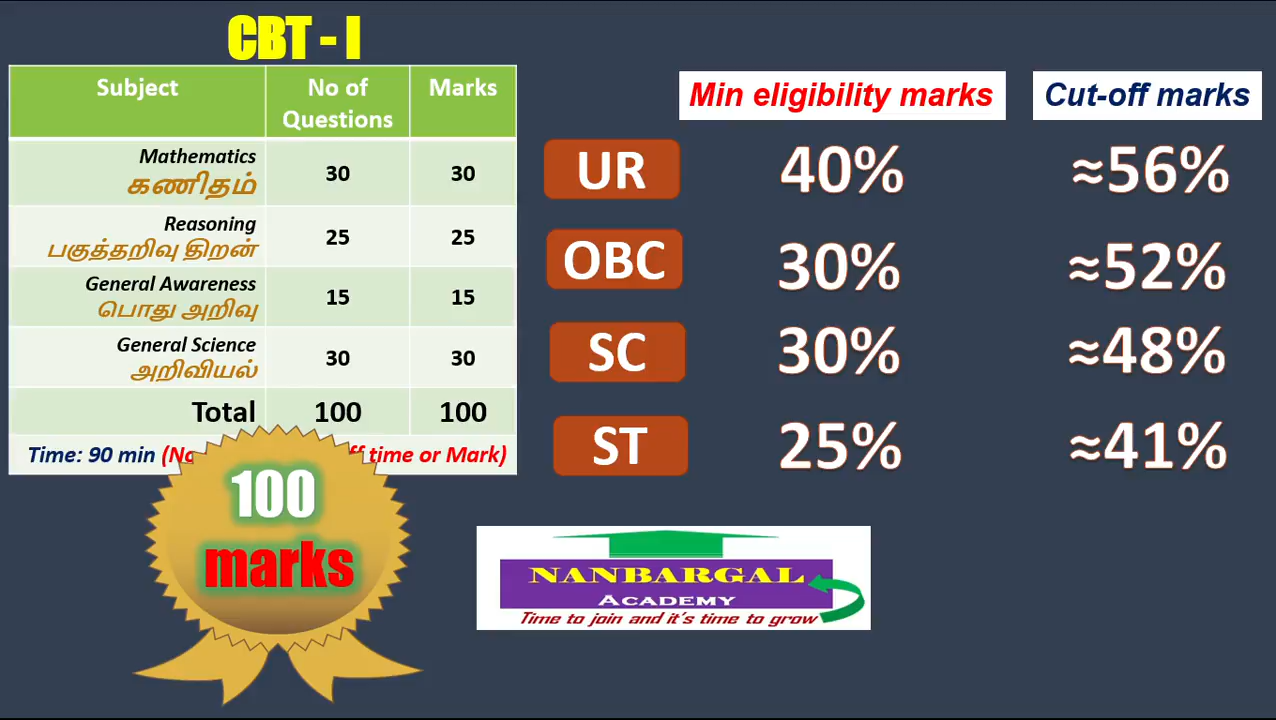 CBT - I
Subject No of Questions Marks
Mathematics
கணிதம் 30 30
Reasoning
பகுத்தறிவு திறன் 25 25
General Awareness
பொது அறிவு 15 15
General Science
அறிவியல் 30 30
Total 100 100
Time: 90 min (No ff time or Mark)
100
marks
Min eligibility marks Cut-off marks
UR 40% ≈56%
OBC 30% ≈52%
SC 30% ≈48%
ST 25% ≈41%
NANBARGAL
ACADEMY
Time to join and it's time to grow